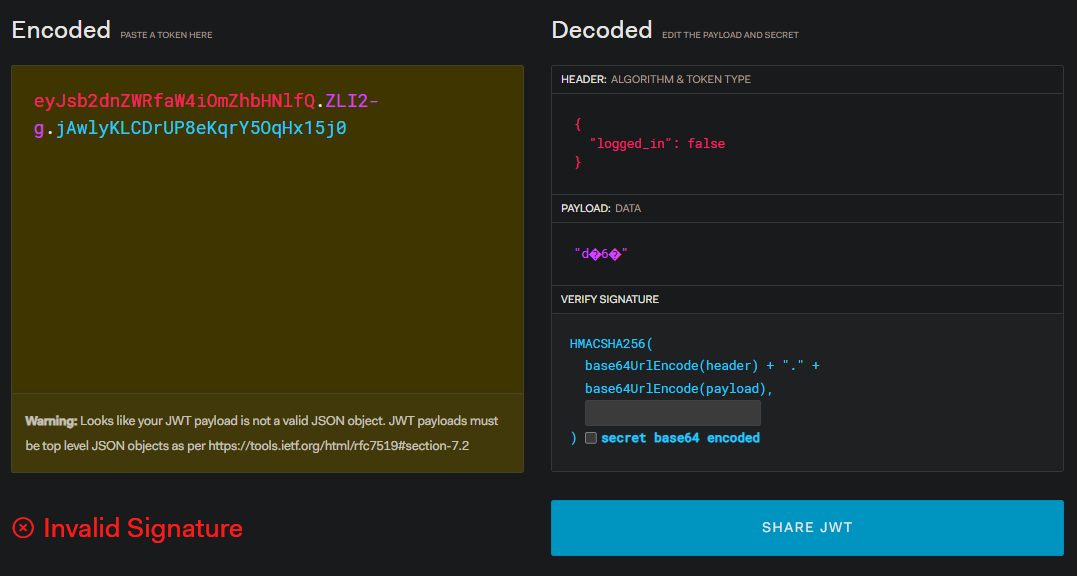 Encoded PASTE A TOKEN HERE
eyJsb2dnZWRfaW4iOmZhbHNlfQ.ZLI2-
g.jAwlyKLCDrUP8eKqrY5OqHx15j0
Warning: Looks like your JWT payload is not a valid JSON object. JWT payloads must
be top level JSON objects as per https://tools.ietf.org/html/rfc7519#section-7.2
Invalid Signature
Decoded EDIT THE PAYLOAD AND SECRET
HEADER: ALGORITHM & TOKEN TYPE
{
"logged_in": false
}
PAYLOAD: DATA
"d�6�"
VERIFY SIGNATURE
HMACSHA256(
base64UrlEncode(header) + "." +
base64UrlEncode(payload),
) secret base64 encoded
SHARE JWT